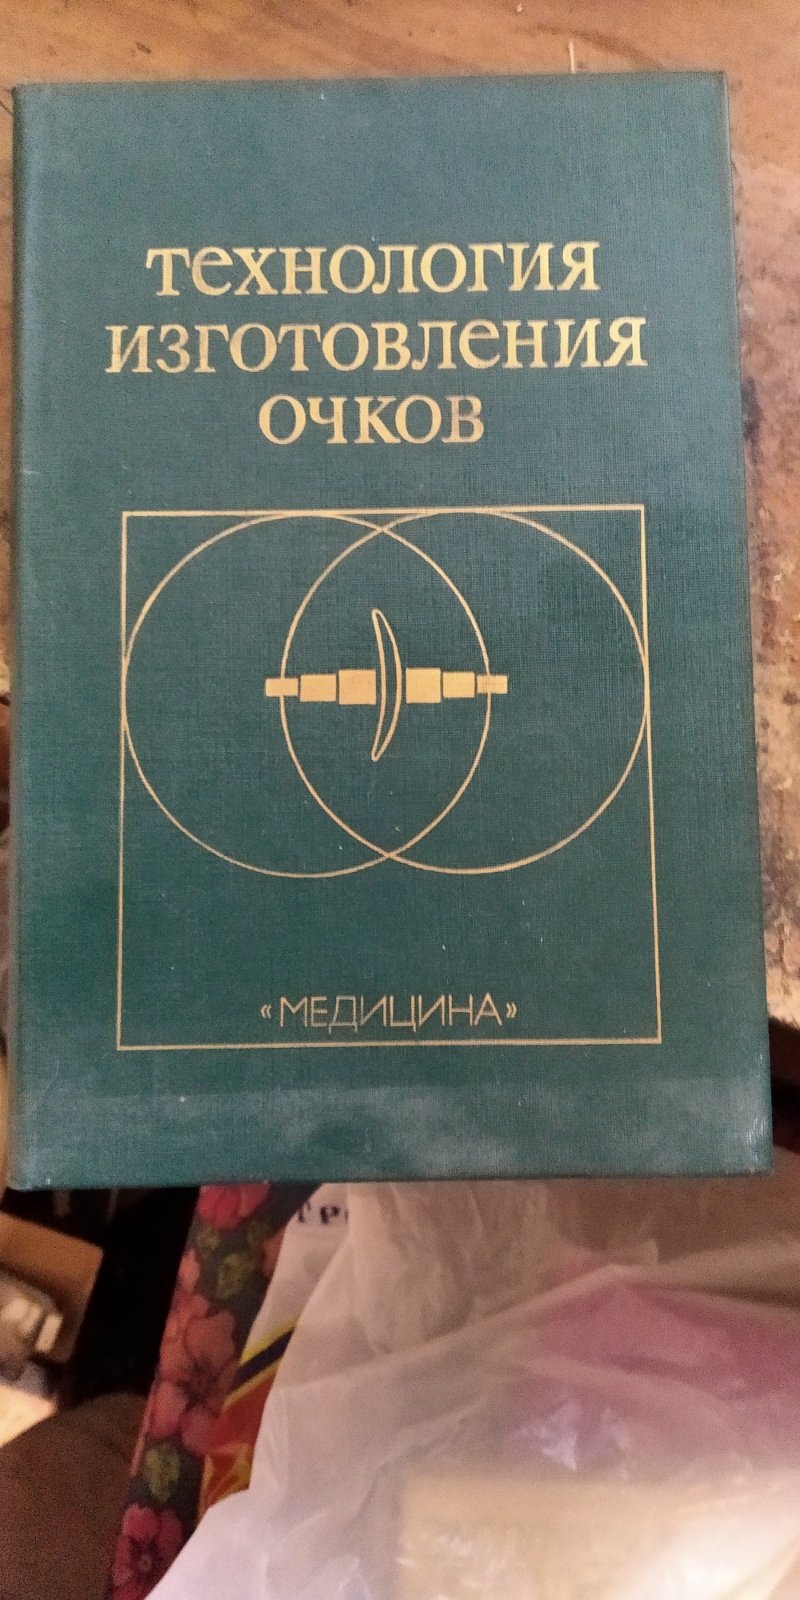 технология
изготовления
очков
«МЕДИЦИНА»